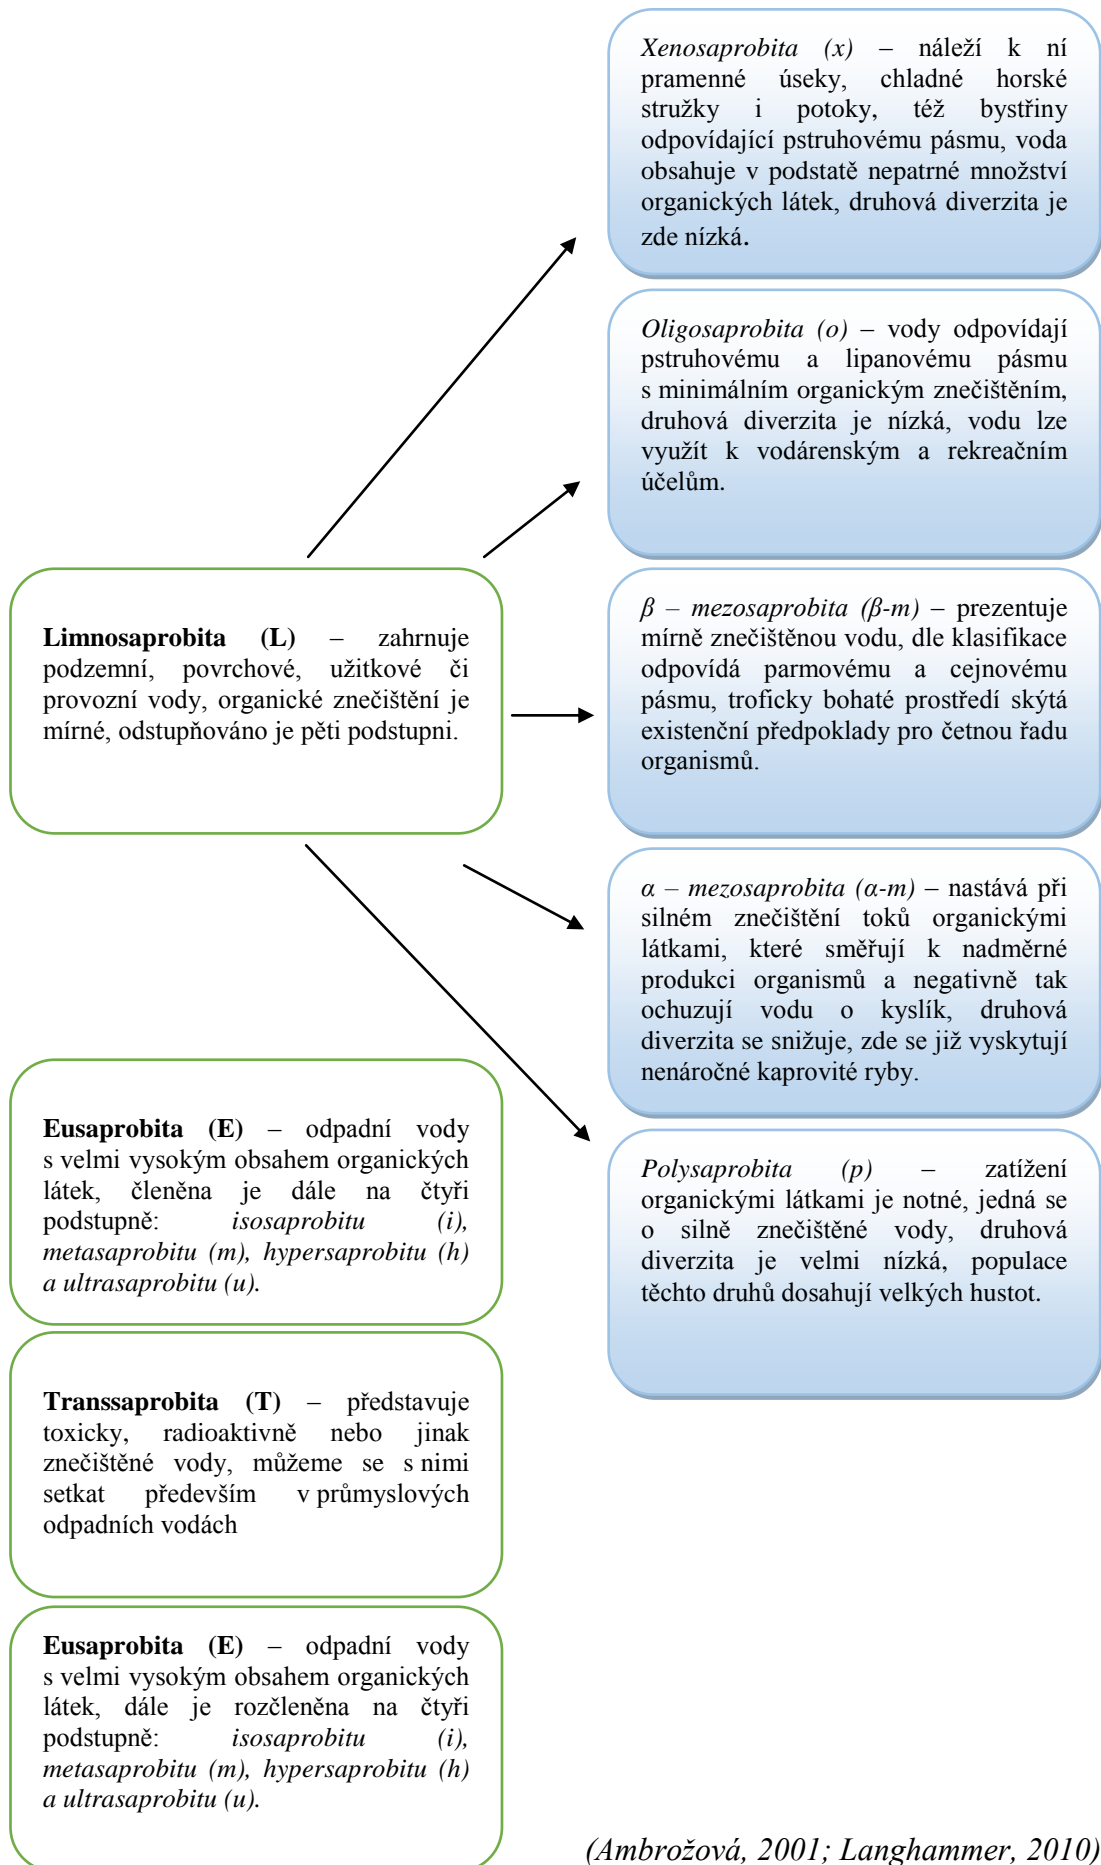 Xenosaprobita (x) – náleží k ní
pramenné úseky, chladné horské
stružky i potoky, též bystřiny
odpovídající pstruhovému pásmu, voda
obsahuje v podstatě nepatrné množství
organických látek, druhová diverzita je
zde nízká.
Oligosaprobita (o) – vody odpovídají
pstruhovému a lipanovému pásmu
s minimálním organickým znečištěním,
druhová diverzita je nízká, vodu lze
využít k vodárenským a rekreačním
účelům.
Limnosaprobita (L) – zahrnuje
podzemní, povrchové, užitkové či
provozní vody, organické znečištění je
mírné, odstupňováno je pěti podstupni.
β – mezosaprobita (β-m) – prezentuje
mírně znečištěnou vodu, dle klasifikace
odpovídá parmovému a cejnovému
pásmu, troficky bohaté prostředí skýtá
existenční předpoklady pro četnou řadu
organismů.
α – mezosaprobita (α-m) – nastává při
silném znečištění toků organickými
látkami, které směřují k nadměrné
produkci organismů a negativně tak
ochuzují vodu o kyslík, druhová
diverzita se snižuje, zde se již vyskytují
nenáročné kaprovité ryby.
Polysaprobita (p) – zatížení
organickými látkami je notné, jedná se
o silně znečištěné vody, druhová
diverzita je velmi nízká, populace
těchto druhů dosahují velkých hustot.
Eusaprobita (E) – odpadní vody
s velmi vysokým obsahem organických
látek, členěna je dále na čtyři
podstupně: isosaprobitu (i),
metasaprobitu (m), hypersaprobitu (h)
a ultrasaprobitu (u).
Transsaprobita (T) – představuje
toxicky, radioaktivně nebo jinak
znečištěné vody, můžeme se s nimi
setkat především v průmyslových
odpadních vodách
Eusaprobita (E) – odpadní vody
s velmi vysokým obsahem organických
látek, dále je rozčleněna na čtyři
podstupně: isosaprobitu (i),
metasaprobitu (m), hypersaprobitu (h)
a ultrasaprobitu (u).
(Ambrožová, 2001; Langhammer, 2010)